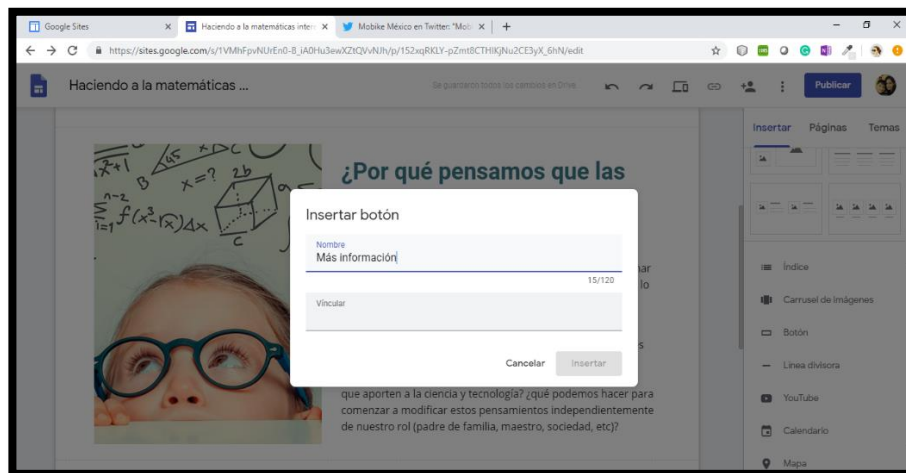 Google Sites
Haciendo a la matemáticas inter
Mobike México en Twitter: "Mobi
https://sites.google.com/s/1VMhFpvNUrEn0-8_iA0Hu3ewXZtQVvNJh/p/152xqRKLY-pZmt8CTHIKjNu2CE3yX_6hN/edit
Haciendo a la matemáticas ...
Se guardaron todos los cambios en Drive
Publicar
Insertar Páginas Temas
¿Por qué pensamos que las
Insertar botón
Nombre
Más información
15/120
Vincular
Cancelar Insertar
lo
que aporten a la ciencia y tecnología? ¿qué podemos hacer para
comenzar a modificar estos pensamientos independientemente
de nuestro rol (padre de familia, maestro, sociedad, etc)?
Índice
Carrusel de imágenes
Botón
Línea divisora
YouTube
Calendario
Mapa
45
B
x=? 2b
C